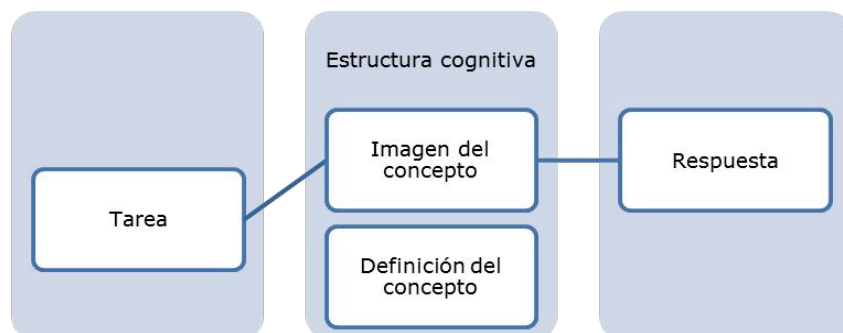 Estructura cognitiva
Imagen del
concepto
Respuesta
Tarea
Definición del
concepto